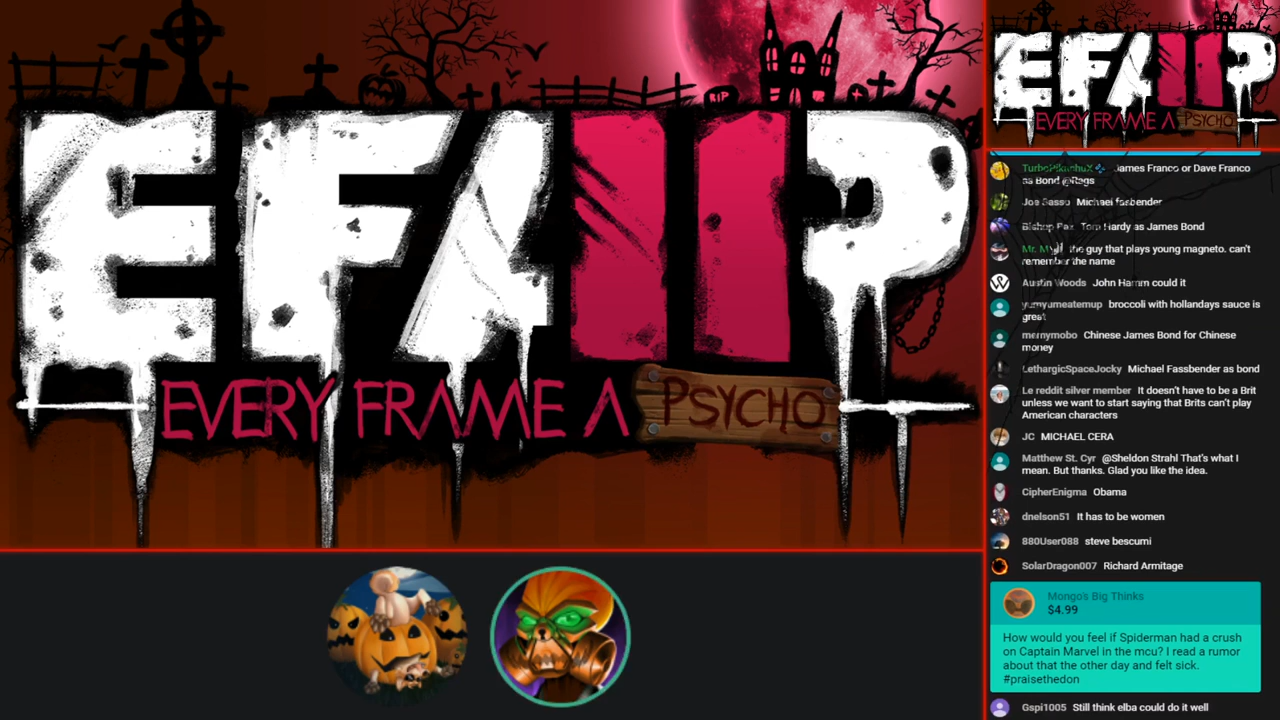 EFAP
EVERY FRAME A PSYCHO
EFAP
EVERY FRAME A PSYCHO
TurboPikachuX James Franco or Dave Franco
as Bond @Rags
Joe Sasso Michael fasbender
Bishop Pax Tom Hardy as James Bond
Mr. the guy that plays young magneto. can't
remember the name
Austin Woods John Hamm could it
yumyumeatemup broccoli with hollandays sauce is
great
mornymobo Chinese James Bond for Chinese
money
LethargicSpaceJocky Michael Fassbender as bond
Le reddit silver member It doesn't have to be a Brit
unless we want to start saying that Brits can't play
American characters
JC MICHAEL CERA
Matthew St. Cyr @Sheldon Strahl That's what I
mean. But thanks. Glad you like the idea.
CipherEnigma Obama
dnelson51 It has to be women
880User088 steve bescumi
SolarDragon007 Richard Armitage
Mongo's Big Thinks
$4.99
How would you feel if Spiderman had a crush
on Captain Marvel in the mcu? I read a rumor
about that the other day and felt sick.
#praisethedon
Gspi1005 Still think elba could do it well